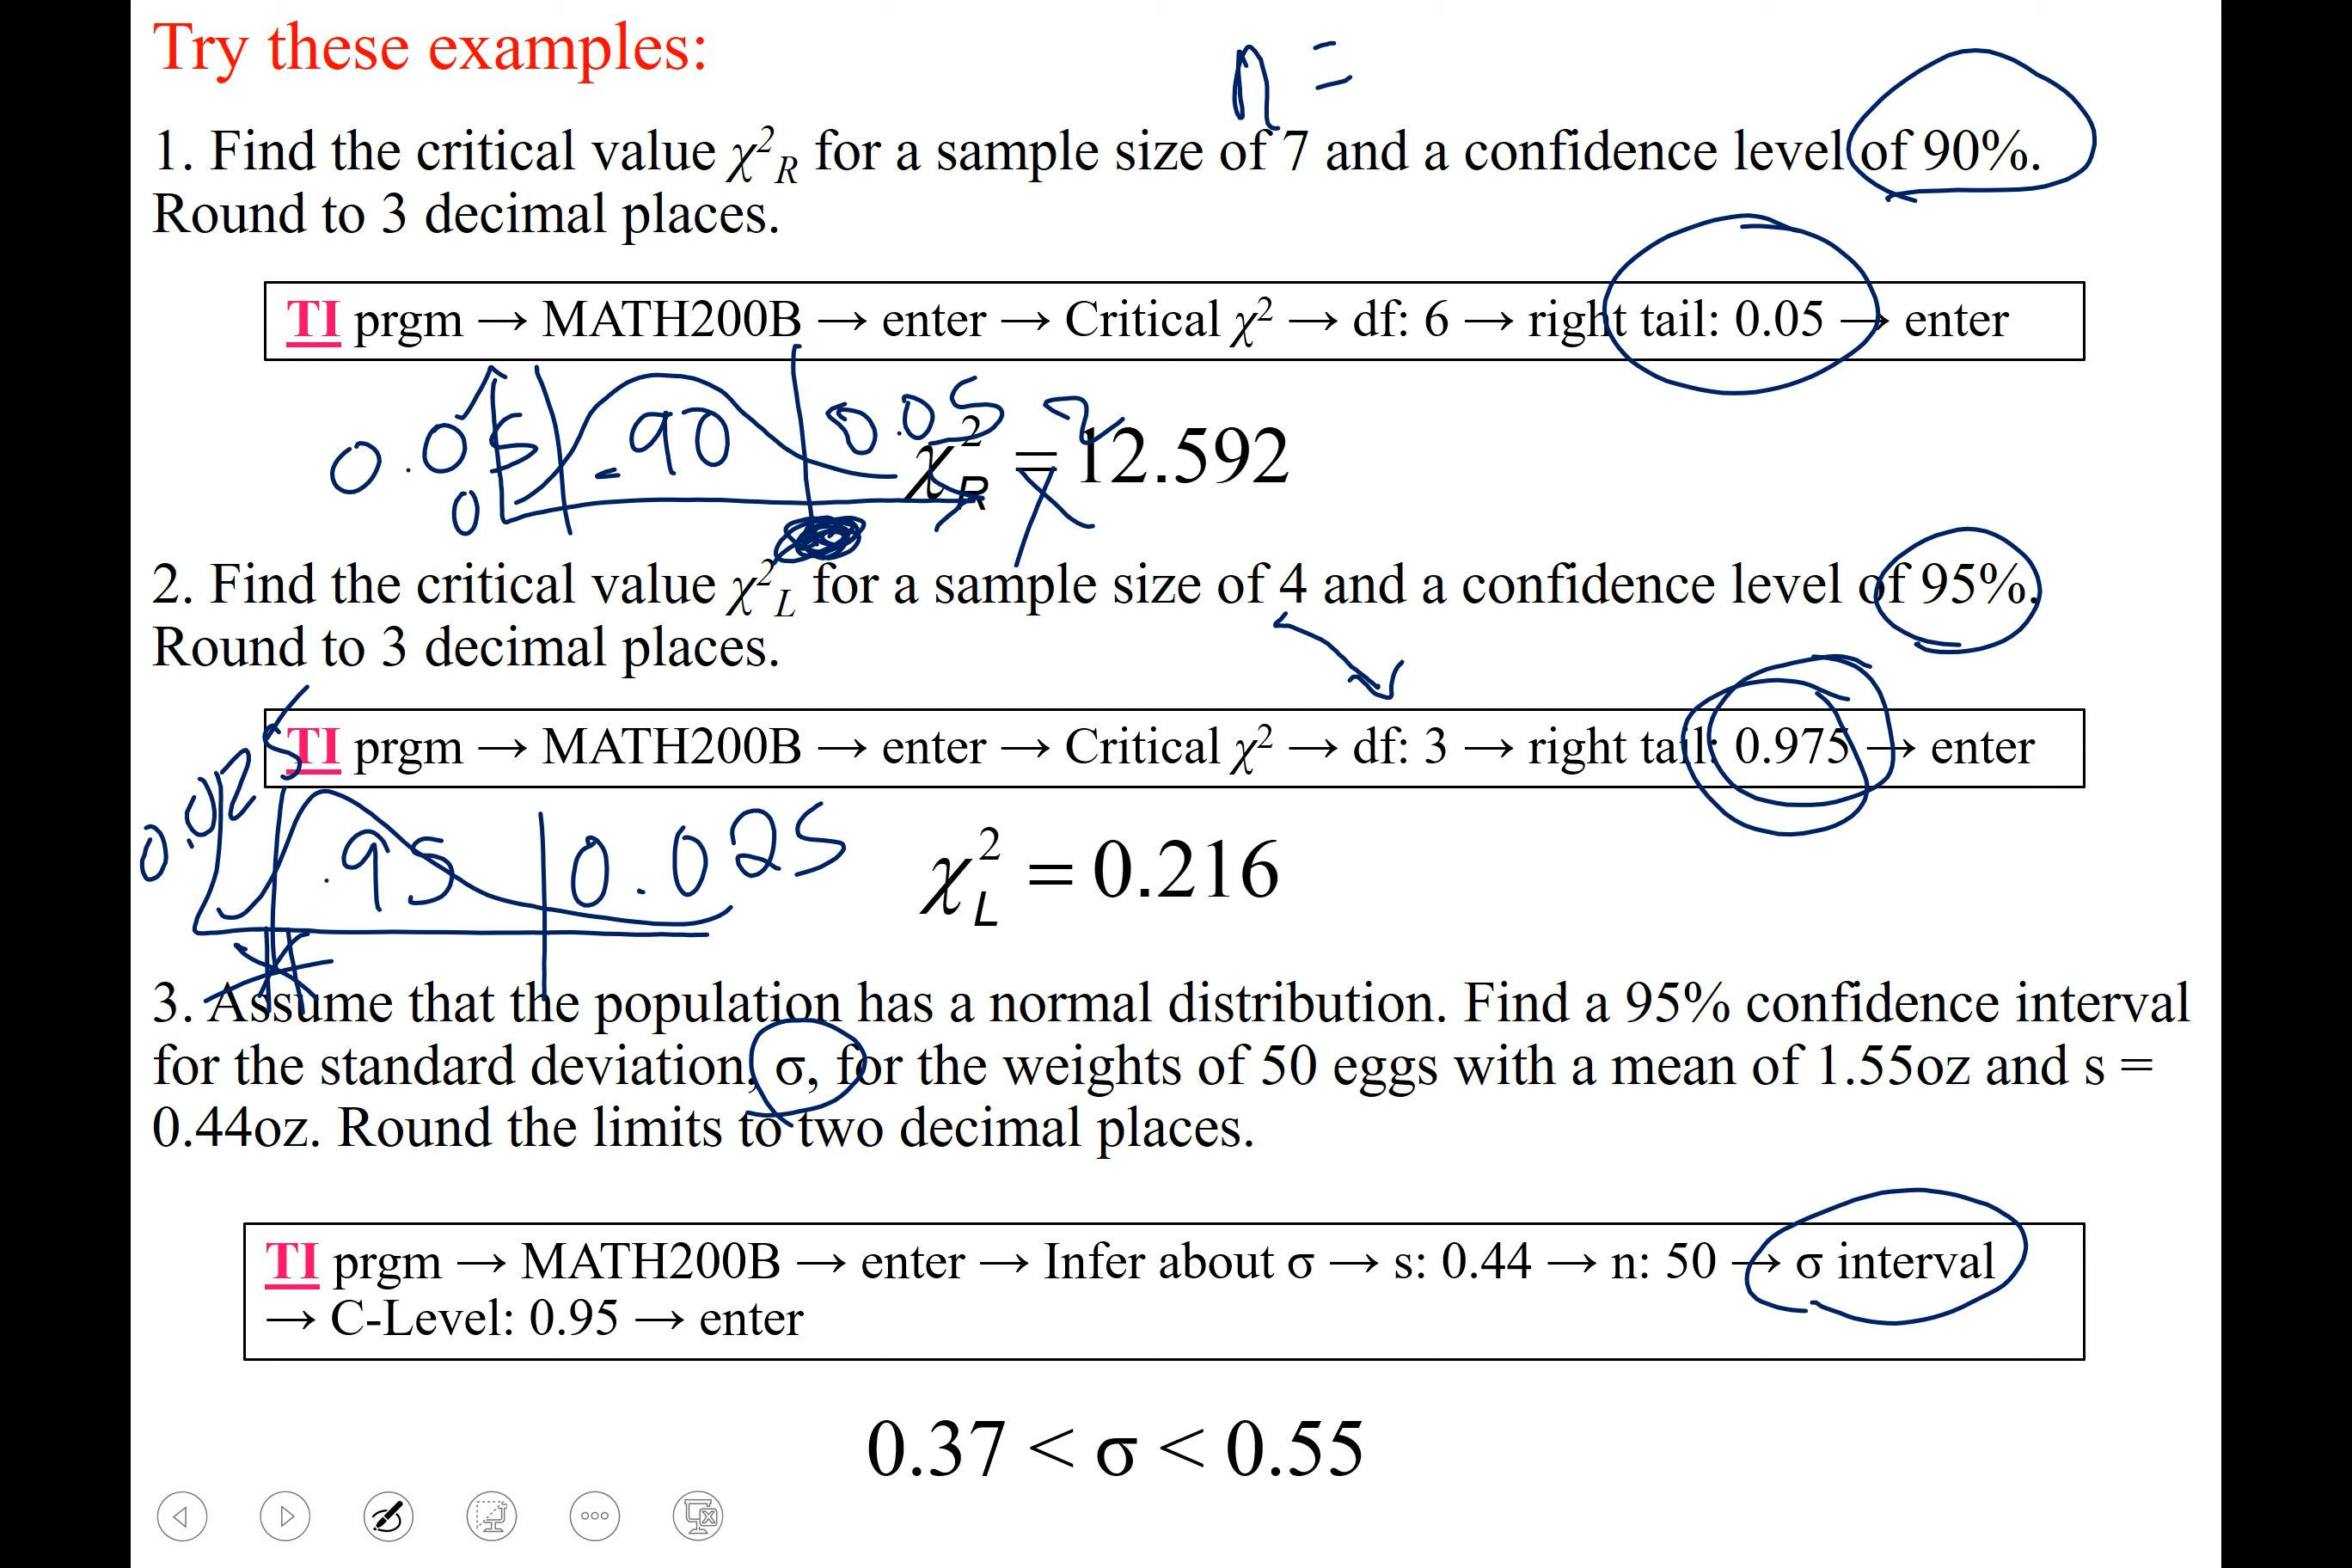 Try these examples:
n =
1. Find the critical value χ²R for a sample size of 7 and a confidence level of 90%.
Round to 3 decimal places.
TI prgm → MATH200B → enter → Critical χ² → df: 6 → right tail: 0.05 → enter
0.05 .90 0.05
0
χ²R = 12.592
2. Find the critical value χ²L for a sample size of 4 and a confidence level of 95%.
Round to 3 decimal places.
TI prgm → MATH200B → enter → Critical χ² → df: 3 → right tail: 0.975 → enter
0.025 .95 0.025
χ²L = 0.216
3. Assume that the population has a normal distribution. Find a 95% confidence interval
for the standard deviation, σ, for the weights of 50 eggs with a mean of 1.55oz and s =
0.44oz. Round the limits to two decimal places.
TI prgm → MATH200B → enter → Infer about σ → s: 0.44 → n: 50 → σ interval
→ C-Level: 0.95 → enter
0.37 < σ < 0.55